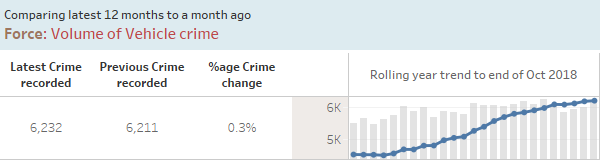 Comparing latest 12 months to a month ago
Force: Volume of Vehicle crime
Latest Crime recorded
Previous Crime recorded
%age Crime change
Rolling year trend to end of Oct 2018
6,232
6,211
0.3%
6K
5K